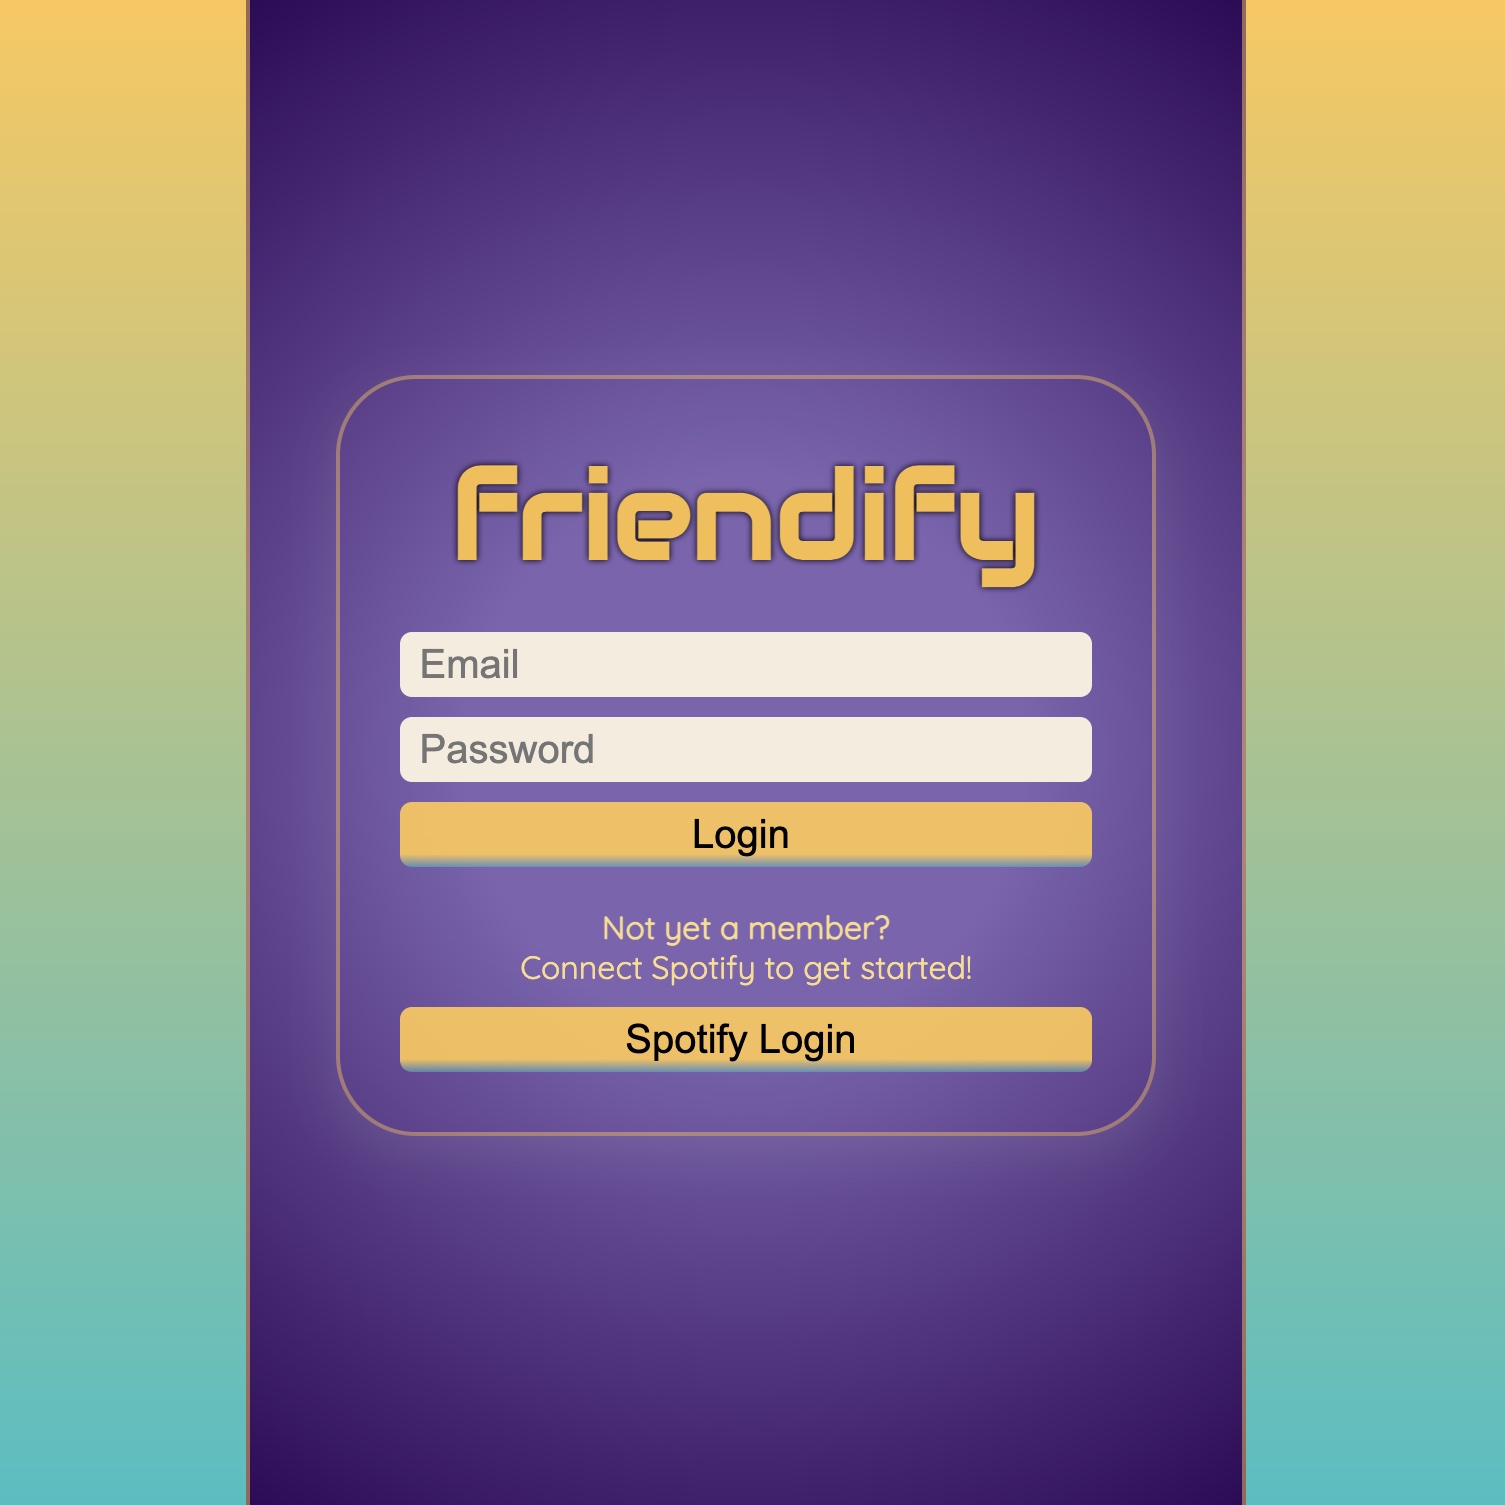 friendify
Email
Password
Login
Not yet a member?
Connect Spotify to get started!
Spotify Login